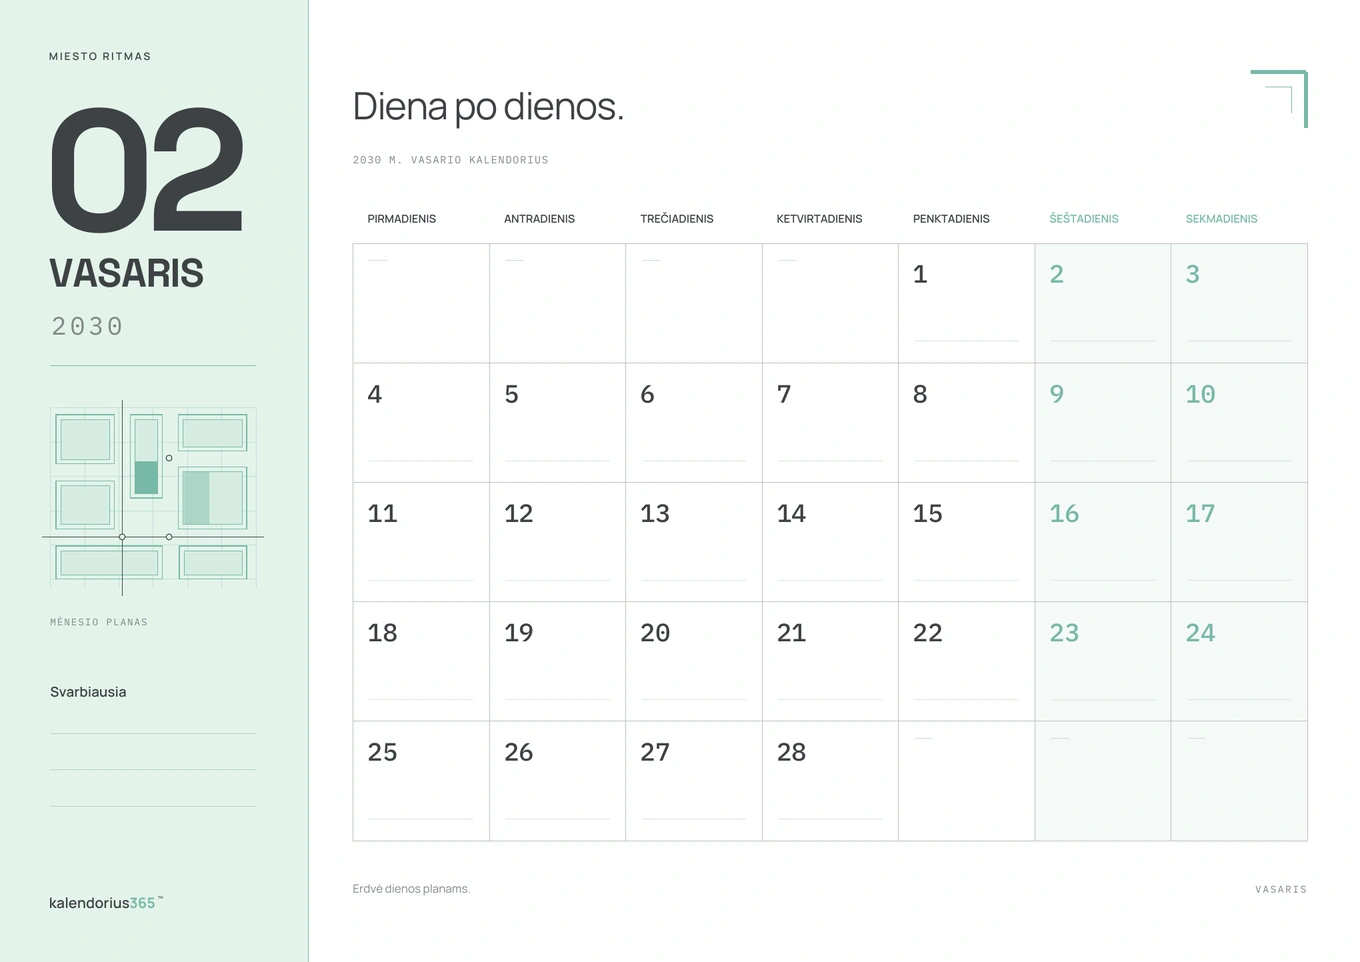 MIESTO RITMAS
02
VASARIS
2030
MĖNESIO PLANAS
Svarbiausia
kalendorius365™
Diena po dienos.
2030 M. VASARIO KALENDORIUS
PIRMADIENIS ANTRADIENIS TREČIADIENIS KETVIRTADIENIS PENKTADIENIS ŠEŠTADIENIS SEKMADIENIS
1 2 3
4 5 6 7 8 9 10
11 12 13 14 15 16 17
18 19 20 21 22 23 24
25 26 27 28
Erdvė dienos planams.
VASARIS